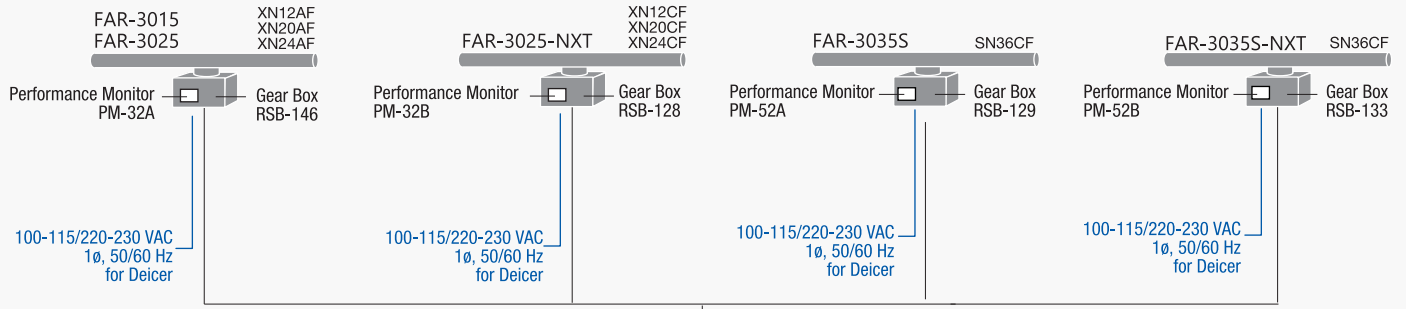 FAR-3015
FAR-3025
XN12AF
XN20AF
XN24AF
Performance Monitor
PM-32A
Gear Box
RSB-146
100-115/220-230 VAC
1ø, 50/60 Hz
for Deicer
FAR-3025-NXT
XN12CF
XN20CF
XN24CF
Performance Monitor
PM-32B
Gear Box
RSB-128
100-115/220-230 VAC
1ø, 50/60 Hz
for Deicer
FAR-3035S
SN36CF
Performance Monitor
PM-52A
Gear Box
RSB-129
100-115/220-230 VAC
1ø, 50/60 Hz
for Deicer
FAR-3035S-NXT
SN36CF
Performance Monitor
PM-52B
Gear Box
RSB-133
100-115/220-230 VAC
1ø, 50/60 Hz
for Deicer